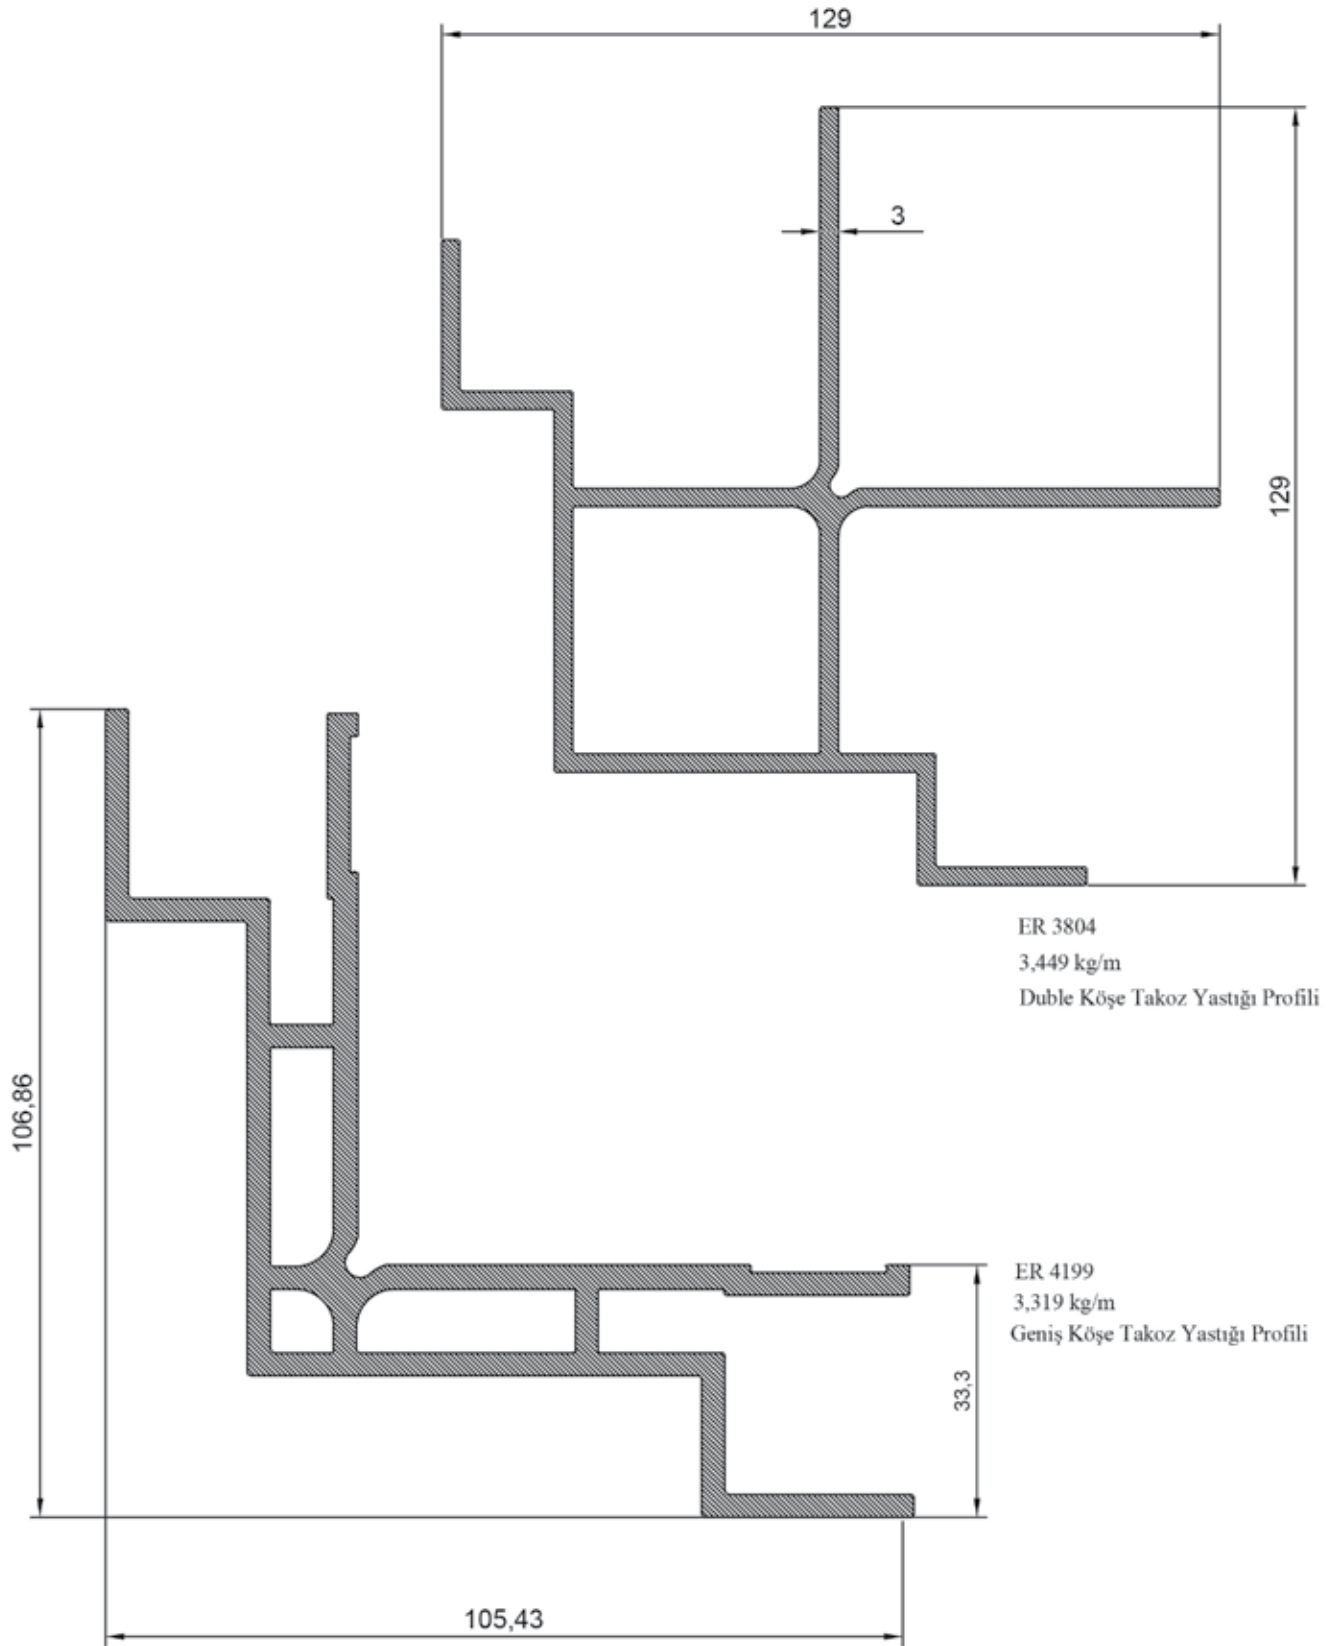 129
3
129
ER 3804
3,449 kg/m
Duble Köşe Takoz Yastığı Profili
106,86
ER 4199
3,319 kg/m
Geniş Köşe Takoz Yastığı Profili
33,3
105,43